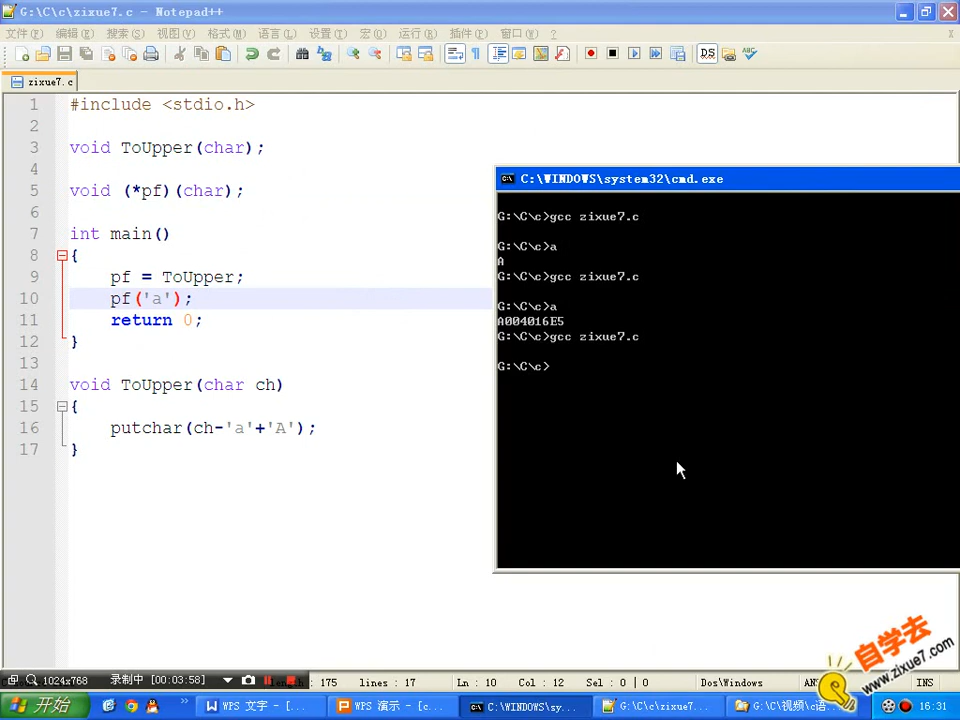 G:\C\c\zixue7.c - Notepad++
文件(F) 编辑(E) 搜索(S) 视图(V) 格式(M) 语言(L) 设置(T) 宏(O) 运行(R) 插件(P) 窗口(W) ?
zixue7.c
1 #include <stdio.h>
2
3 void ToUpper(char);
4
5 void (*pf)(char);
6
7 int main()
8 {
9 pf = ToUpper;
10 pf('a');
11 return 0;
12 }
13
14 void ToUpper(char ch)
15 {
16 putchar(ch-'a'+'A');
17 }
C:\WINDOWS\system32\cmd.exe
G:\C\c>gcc zixue7.c
G:\C\c>a
A
G:\C\c>gcc zixue7.c
G:\C\c>a
A004016E5
G:\C\c>gcc zixue7.c
G:\C\c>
自学去
www.zixue7.com
1024x768 录制中 [00:03:58] : 175 lines : 17 Ln : 10 Col : 12 Sel : 0 | 0 Dos\Windows INS
开始 WPS 文字 - [... WPS 演示 - [c... C:\WINDOWS\sy... G:\C\c\zixue7... G:\C\视频\c语... 16:31